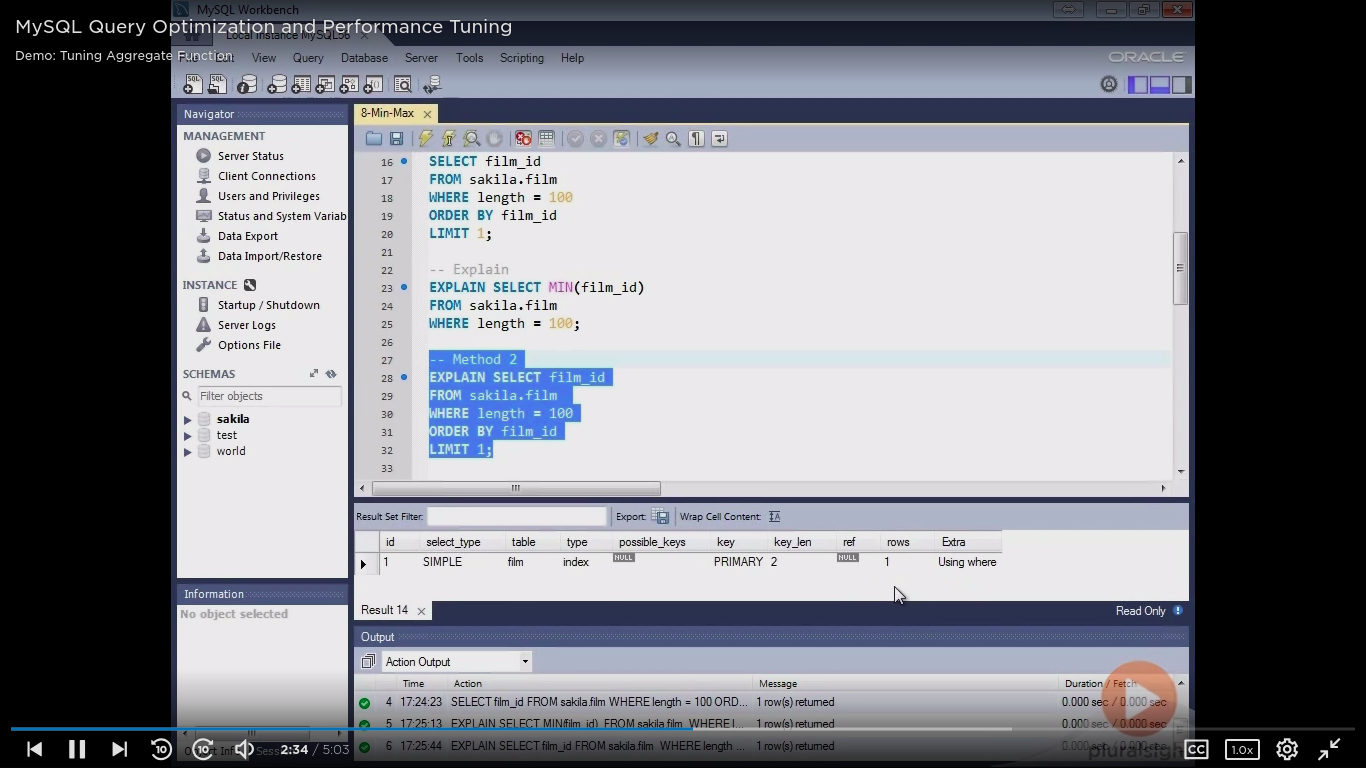 MySQL Workbench
MySQL Query Optimization and Performance Tuning
Local instance MySQL56
Demo: Tuning Aggregate Function
View Query Database Server Tools Scripting Help
ORACLE
Navigator
8-Min-Max
MANAGEMENT
Server Status
Client Connections
Users and Privileges
Status and System Variab
Data Export
Data Import/Restore
INSTANCE
Startup / Shutdown
Server Logs
Options File
SCHEMAS
Filter objects
sakila
test
world
16 SELECT film_id
17 FROM sakila.film
18 WHERE length = 100
19 ORDER BY film_id
20 LIMIT 1;
21
22 -- Explain
23 EXPLAIN SELECT MIN(film_id)
24 FROM sakila.film
25 WHERE length = 100;
26
27 -- Method 2
28 EXPLAIN SELECT film_id
29 FROM sakila.film
30 WHERE length = 100
31 ORDER BY film_id
32 LIMIT 1;
33
Result Set Filter: Export: Wrap Cell Content:
id select_type table type possible_keys key key_len ref rows Extra
1 SIMPLE film index NULL PRIMARY 2 NULL 1 Using where
Result 14
Read Only
Information
No object selected
Output
Action Output
Time Action Message Duration / Fetch
4 17:24:23 SELECT film_id FROM sakila.film WHERE length = 100 ORD... 1 row(s) returned 0.000 sec / 0.000 sec
5 17:25:13 EXPLAIN SELECT MIN(film_id) FROM sakila.film WHERE l... 1 row(s) returned 0.000 sec / 0.000 sec
6 17:25:44 EXPLAIN SELECT film_id FROM sakila.film WHERE length ... 1 row(s) returned
10 10 2:34 / 5:03
pluralsight
CC 1.0x